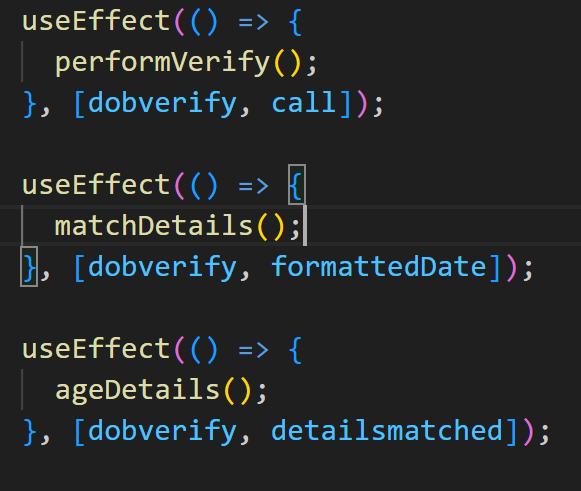 useEffect(() => {
  performVerify();
}, [dobverify, call]);
useEffect(() => {
  matchDetails();
}, [dobverify, formattedDate]);
useEffect(() => {
  ageDetails();
}, [dobverify, detailsmatched]);